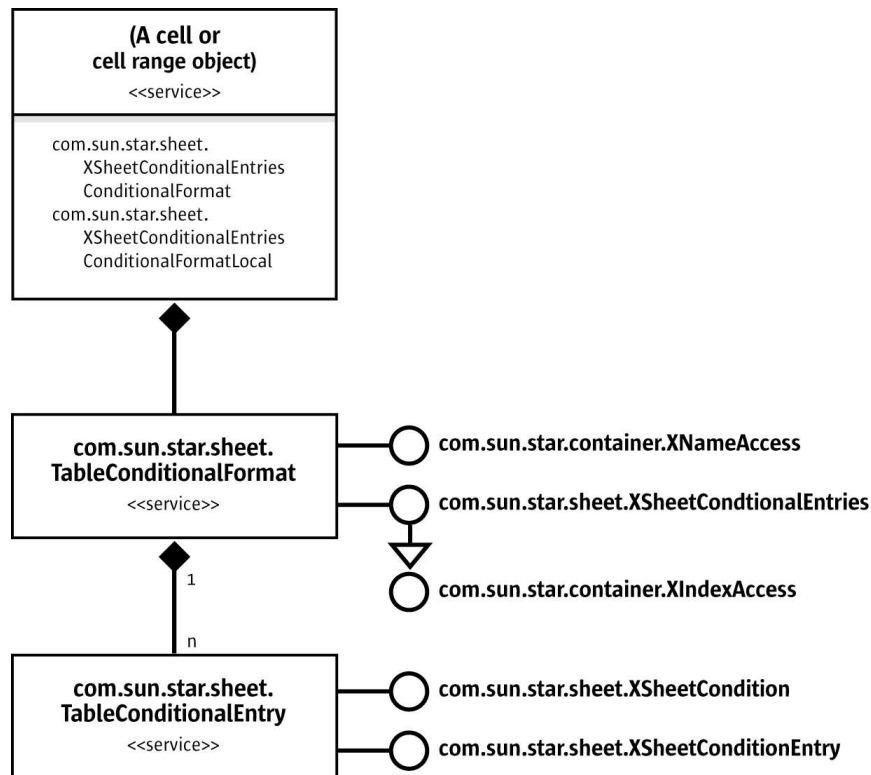 (A cell or
cell range object)
<<service>>
com.sun.star.sheet.
XSheetConditionalEntries
ConditionalFormat
com.sun.star.sheet.
XSheetConditionalEntries
ConditionalFormatLocal
com.sun.star.sheet.
TableConditionalFormat
<<service>>
com.sun.star.container.XNameAccess
com.sun.star.sheet.XSheetCondtionalEntries
com.sun.star.container.XIndexAccess
1
n
com.sun.star.sheet.
TableConditionalEntry
<<service>>
com.sun.star.sheet.XSheetCondition
com.sun.star.sheet.XSheetConditionEntry